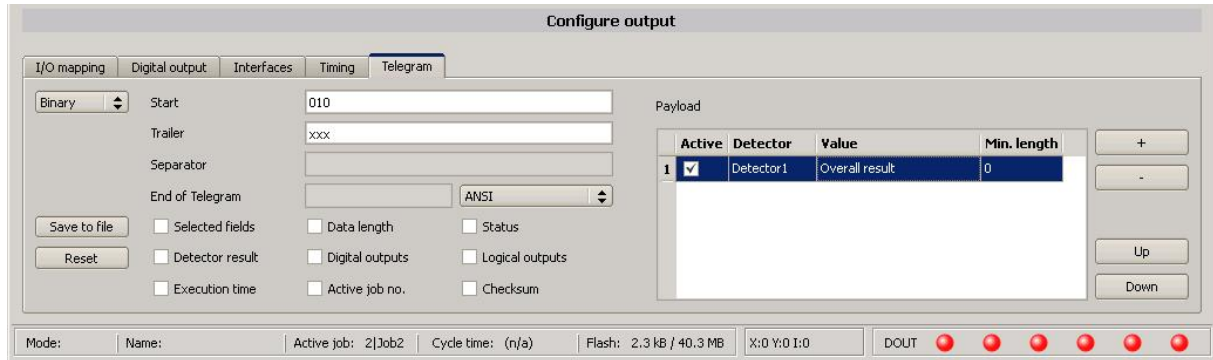 Configure output
I/O mapping Digital output Interfaces Timing Telegram
Binary Start 010 Payload
Trailer xxx
Active Detector Value Min. length +
Separator
1 Detector1 Overall result 0 -
End of Telegram ANSI
Save to file Selected fields Data length Status
Reset Detector result Digital outputs Logical outputs Up
Execution time Active job no. Checksum Down
Mode: Name: Active job: 2|Job2 Cycle time: (n/a) Flash: 2.3 kB / 40.3 MB X:0 Y:0 I:0 DOUT